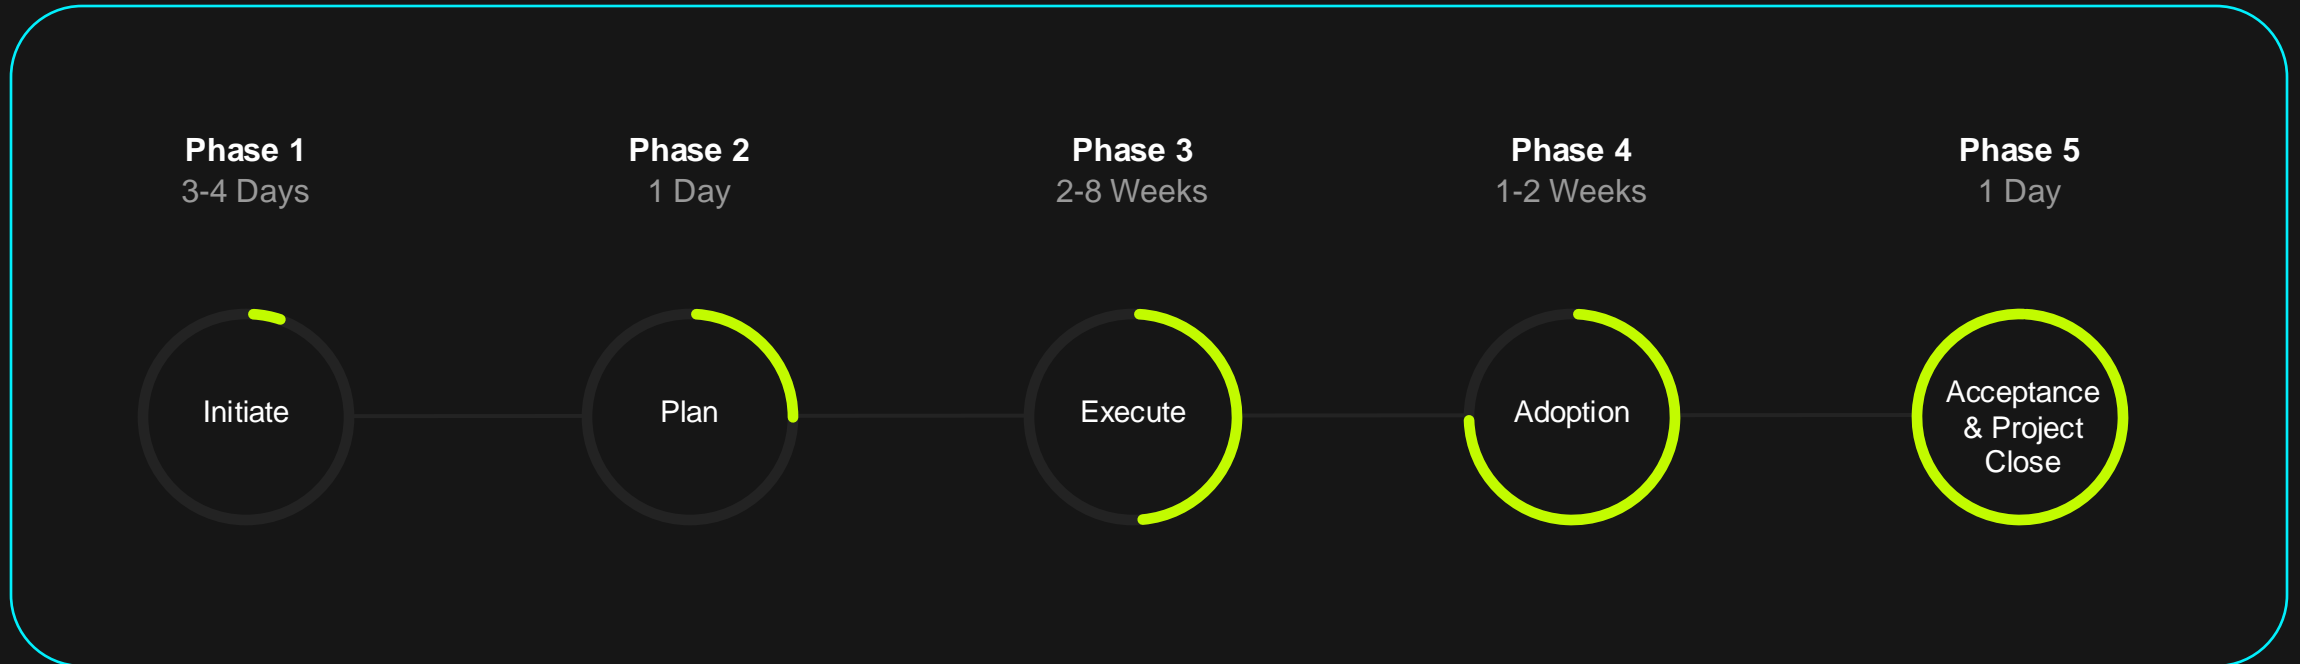 Phase 1
3-4 Days
Initiate
Phase 2
1 Day
Plan
Phase 3
2-8 Weeks
Execute
Phase 4
1-2 Weeks
Adoption
Phase 5
1 Day
Acceptance
& Project
Close